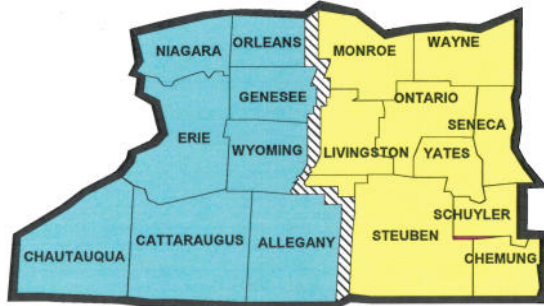 NIAGARA
ORLEANS
MONROE
WAYNE
GENESEE
ONTARIO
SENECA
ERIE
WYOMING
LIVINGSTON
YATES
SCHUYLER
STEUBEN
CATTARAUGUS
ALLEGANY
CHAUTAUQUA
CHEMUNG